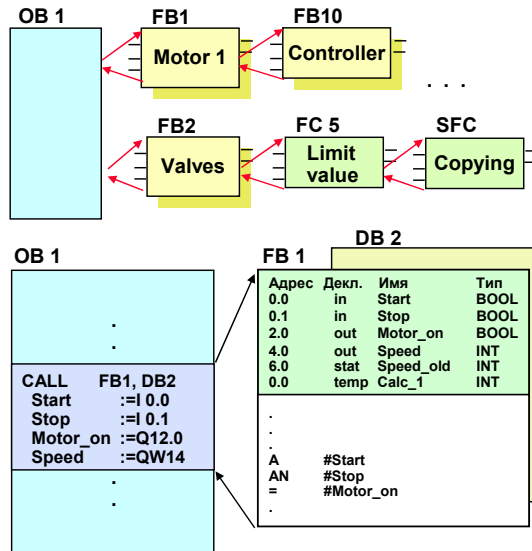 OB 1
FB1
FB10
Motor 1
Controller
. . .
FB2
FC 5
SFC
Valves
Limit
value
Copying
OB 1
.
.
CALL FB1, DB2
Start :=I 0.0
Stop :=I 0.1
Motor_on :=Q12.0
Speed :=QW14
.
.
DB 2
FB 1
Адрес Декл. Имя Тип
0.0 in Start BOOL
0.1 in Stop BOOL
2.0 out Motor_on BOOL
4.0 out Speed INT
6.0 stat Speed_old INT
0.0 temp Calc_1 INT
.
.
.
A #Start
AN #Stop
= #Motor_on
.